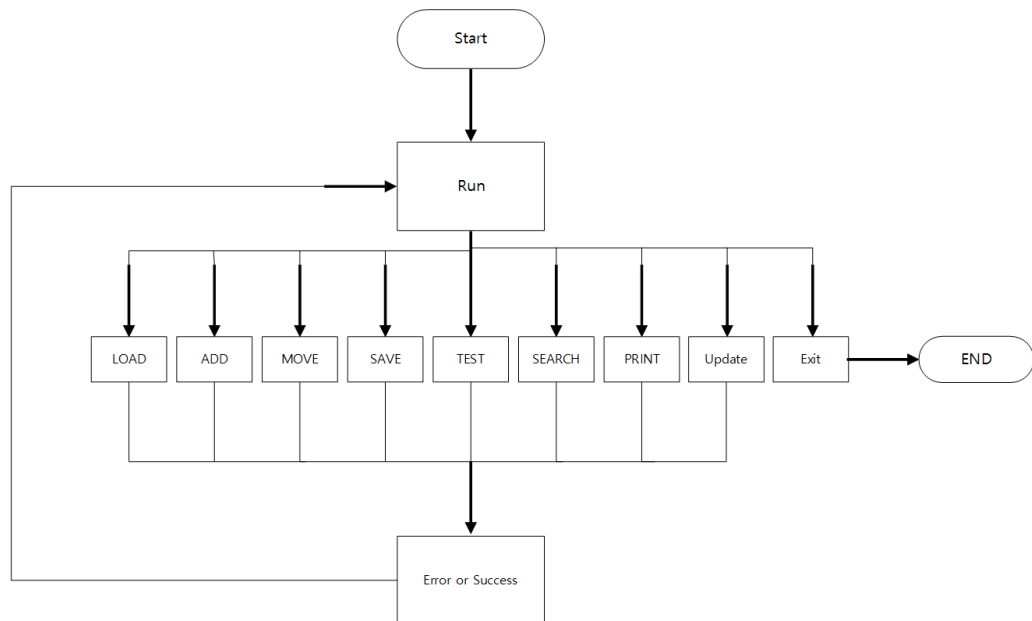 Start
Run
LOAD
ADD
MOVE
SAVE
TEST
SEARCH
PRINT
Update
Exit
END
Error or Success